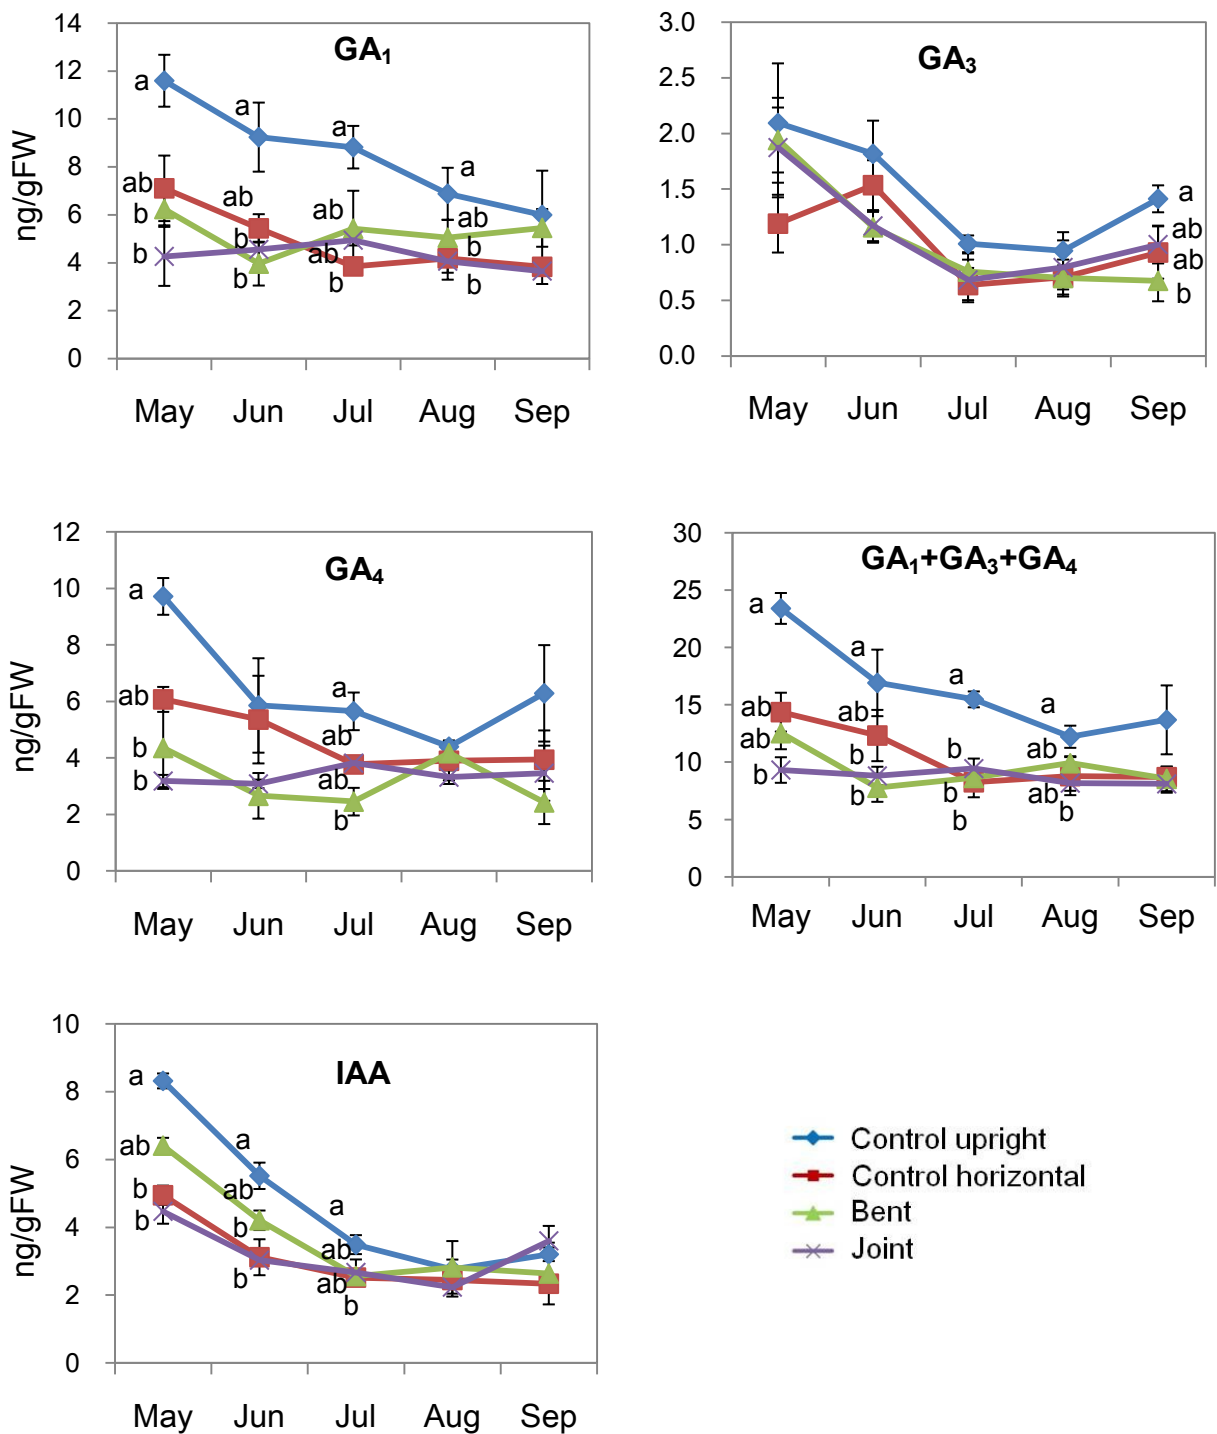 GA₁
ng/gFW
14
12
10
8
6
4
2
0
a
a
a
a
ab
ab
ab
ab
b
b
ab
b
b
b
b
b
May
Jun
Jul
Aug
Sep
GA₃
3.0
2.5
2.0
1.5
1.0
0.5
0.0
a
ab
ab
b
May
Jun
Jul
Aug
Sep
GA₄
ng/gFW
12
10
8
6
4
2
0
a
a
ab
ab
b
ab
b
b
May
Jun
Jul
Aug
Sep
GA₁+GA₃+GA₄
30
25
20
15
10
5
0
a
a
a
a
ab
ab
ab
b
b
ab
b
b
b
ab
b
b
May
Jun
Jul
Aug
Sep
IAA
ng/gFW
10
8
6
4
2
0
a
a
a
ab
ab
ab
b
b
ab
b
b
b
May
Jun
Jul
Aug
Sep
Control upright
Control horizontal
Bent
Joint